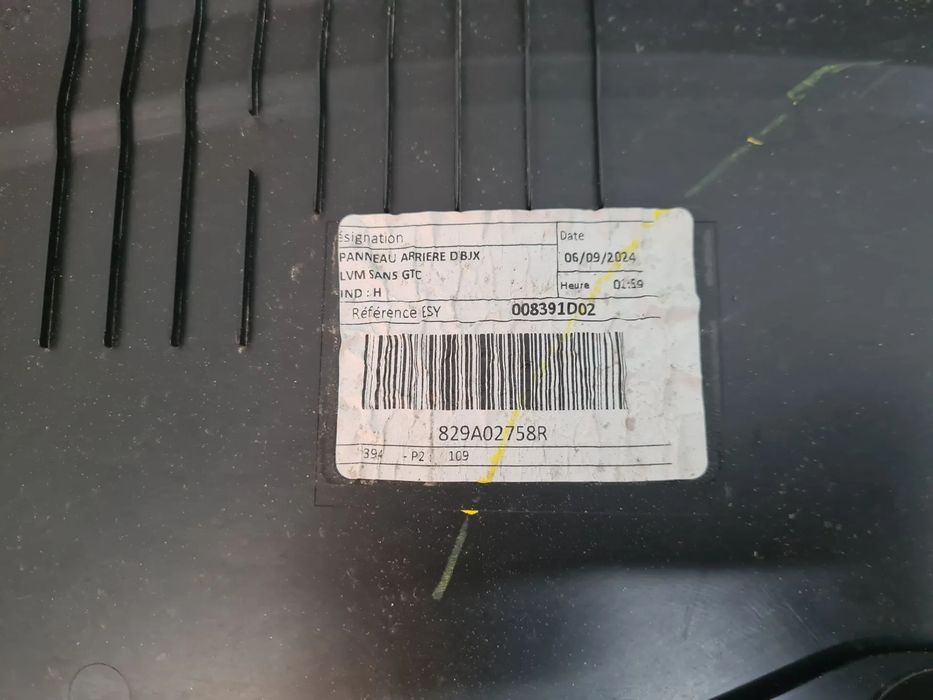 ésignation
PANNEAU ARRIERE D'BJX
LVM SANS GTC
IND : H
Date
06/09/2024
Heure
Référence ESY 008391D02
829A02758R
394 - P2 : 109